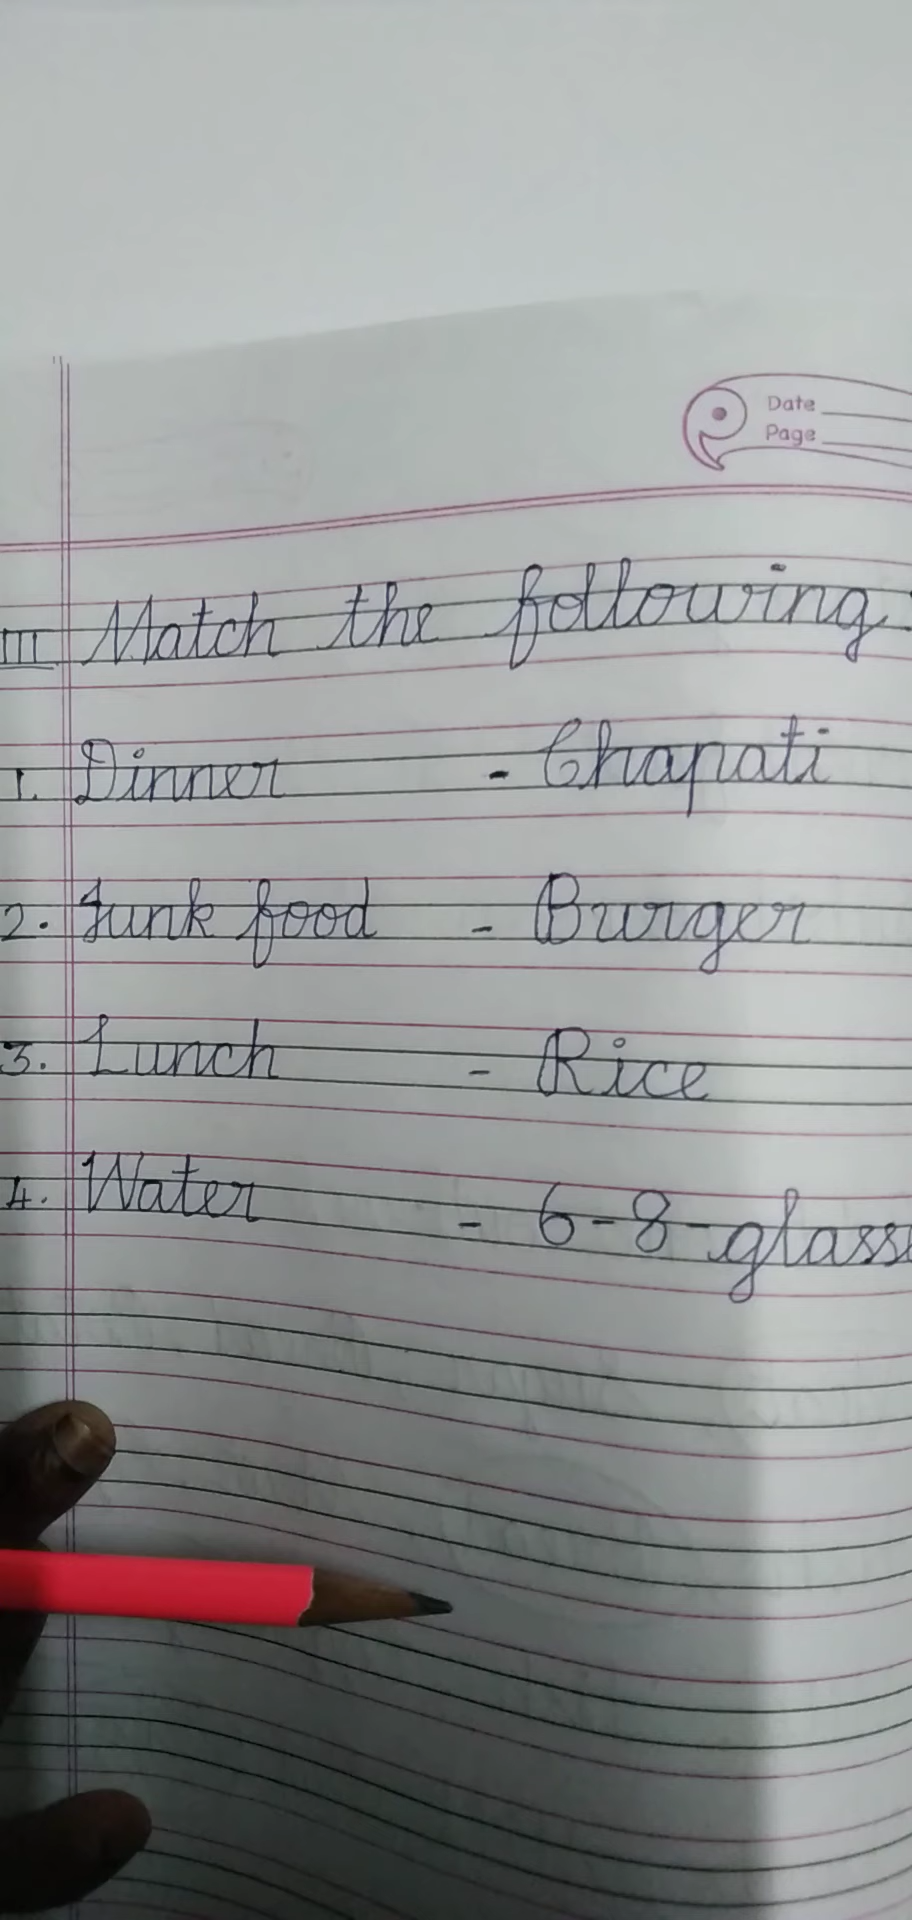 Date
Page
III Match the following:
1. Dinner - Chapati
2. Junk food - Burger
3. Lunch - Rice
4. Water - 6-8-glass